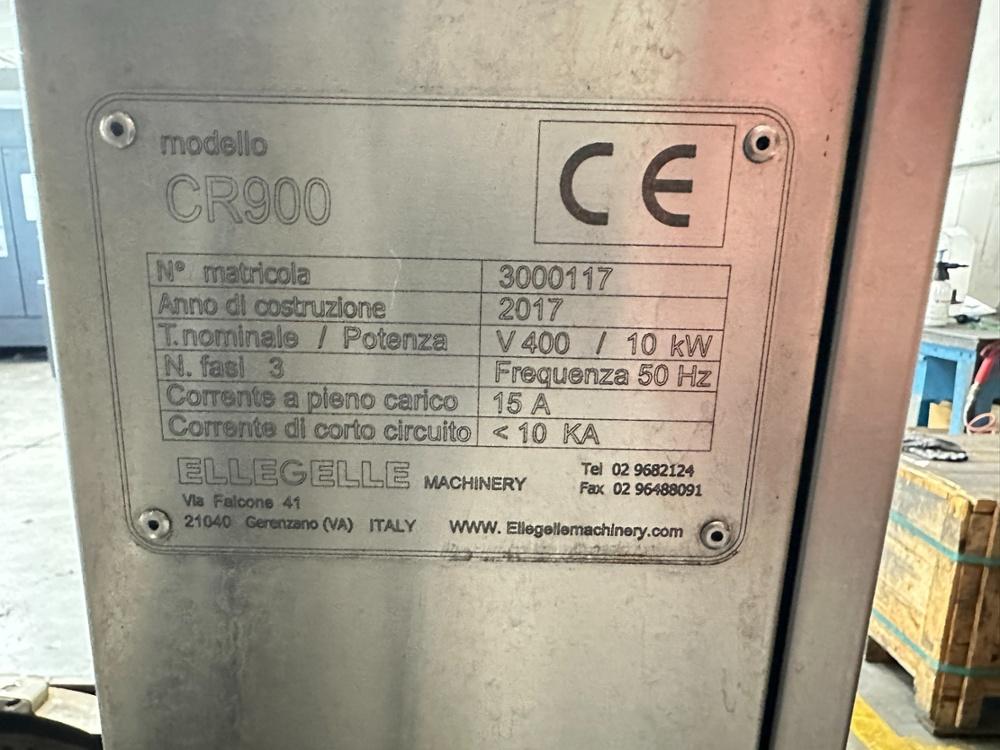 modello
CR900
CE
N° matricola 3000117
Anno di costruzione 2017
T.nominale / Potenza V 400 / 10 kW
N. fasi 3 Frequenza 50 Hz
Corrente a pieno carico 15 A
Corrente di corto circuito < 10 KA
ELLEGELLE MACHINERY
Tel 02 9682124
Via Falcone 41
Fax 02 96488091
21040 Gerenzano (VA) ITALY WWW. Ellegellemachinery.com